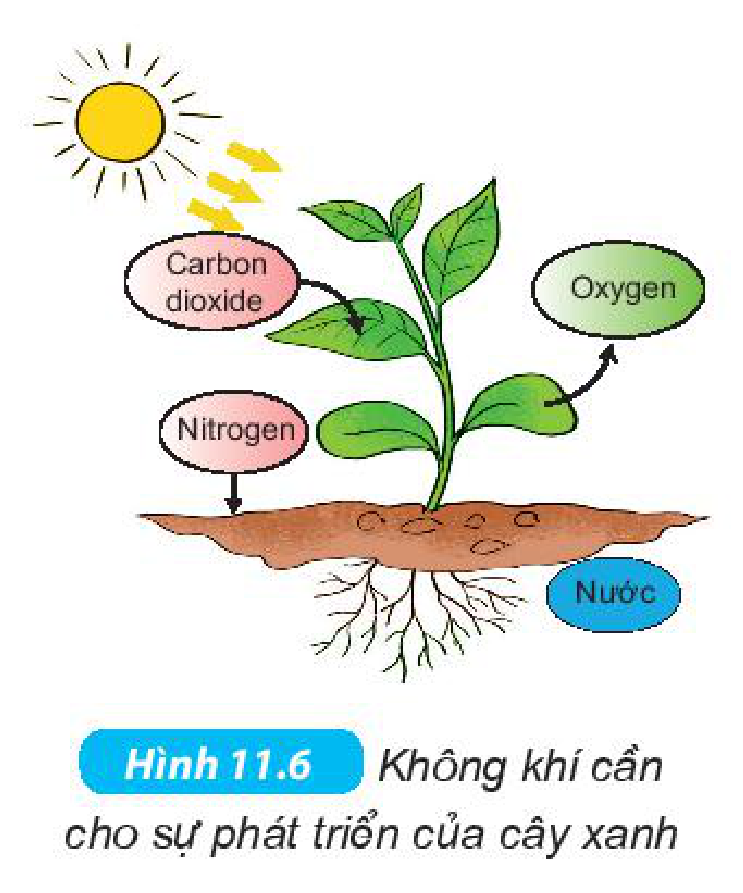 Carbon
dioxide
Oxygen
Nitrogen
Nước
Hình 11.6 Không khí cần
cho sự phát triển của cây xanh